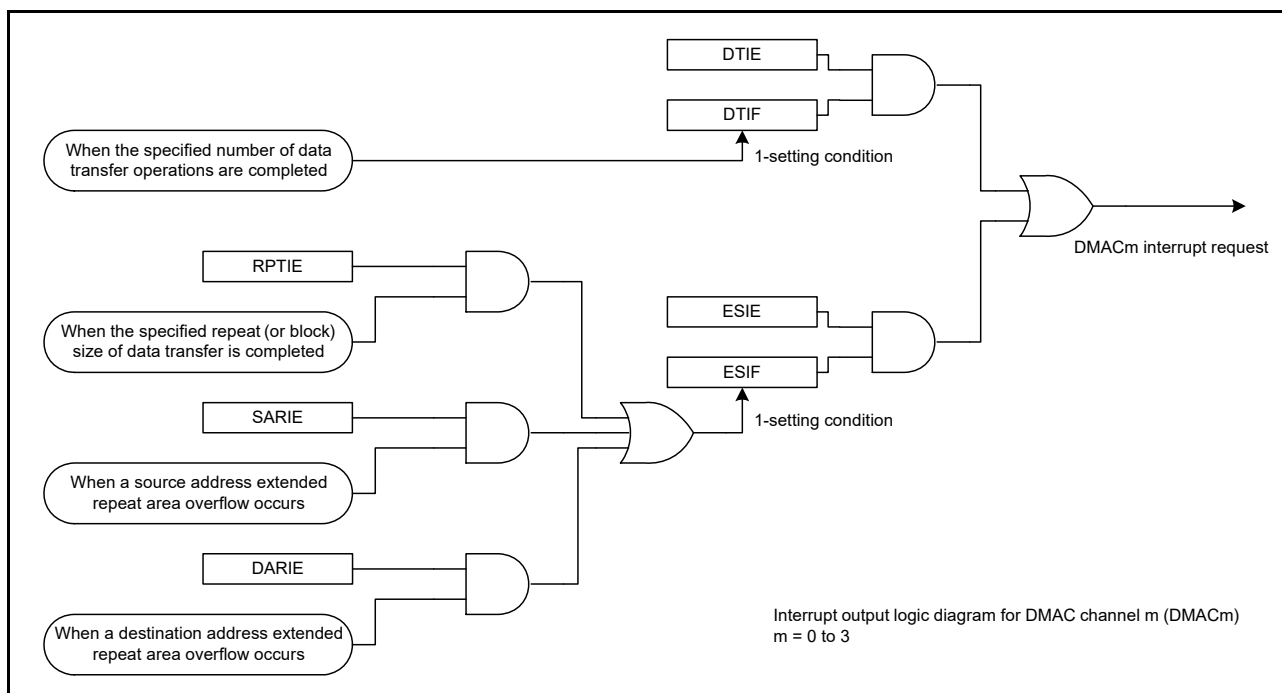 DTIE
DTIF
When the specified number of data
transfer operations are completed
1-setting condition
DMACm interrupt request
RPTIE
When the specified repeat (or block)
size of data transfer is completed
ESIE
ESIF
1-setting condition
SARIE
When a source address extended
repeat area overflow occurs
DARIE
When a destination address extended
repeat area overflow occurs
Interrupt output logic diagram for DMAC channel m (DMACm)
m = 0 to 3